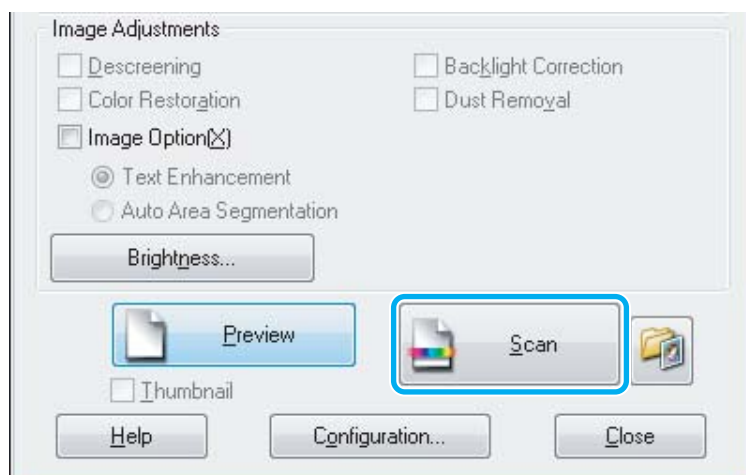 Image Adjustments
Descreening Backlight Correction
Color Restoration Dust Removal
Image Option(X)
Text Enhancement
Auto Area Segmentation
Brightness...
Preview Scan
Thumbnail
Help Configuration... Close